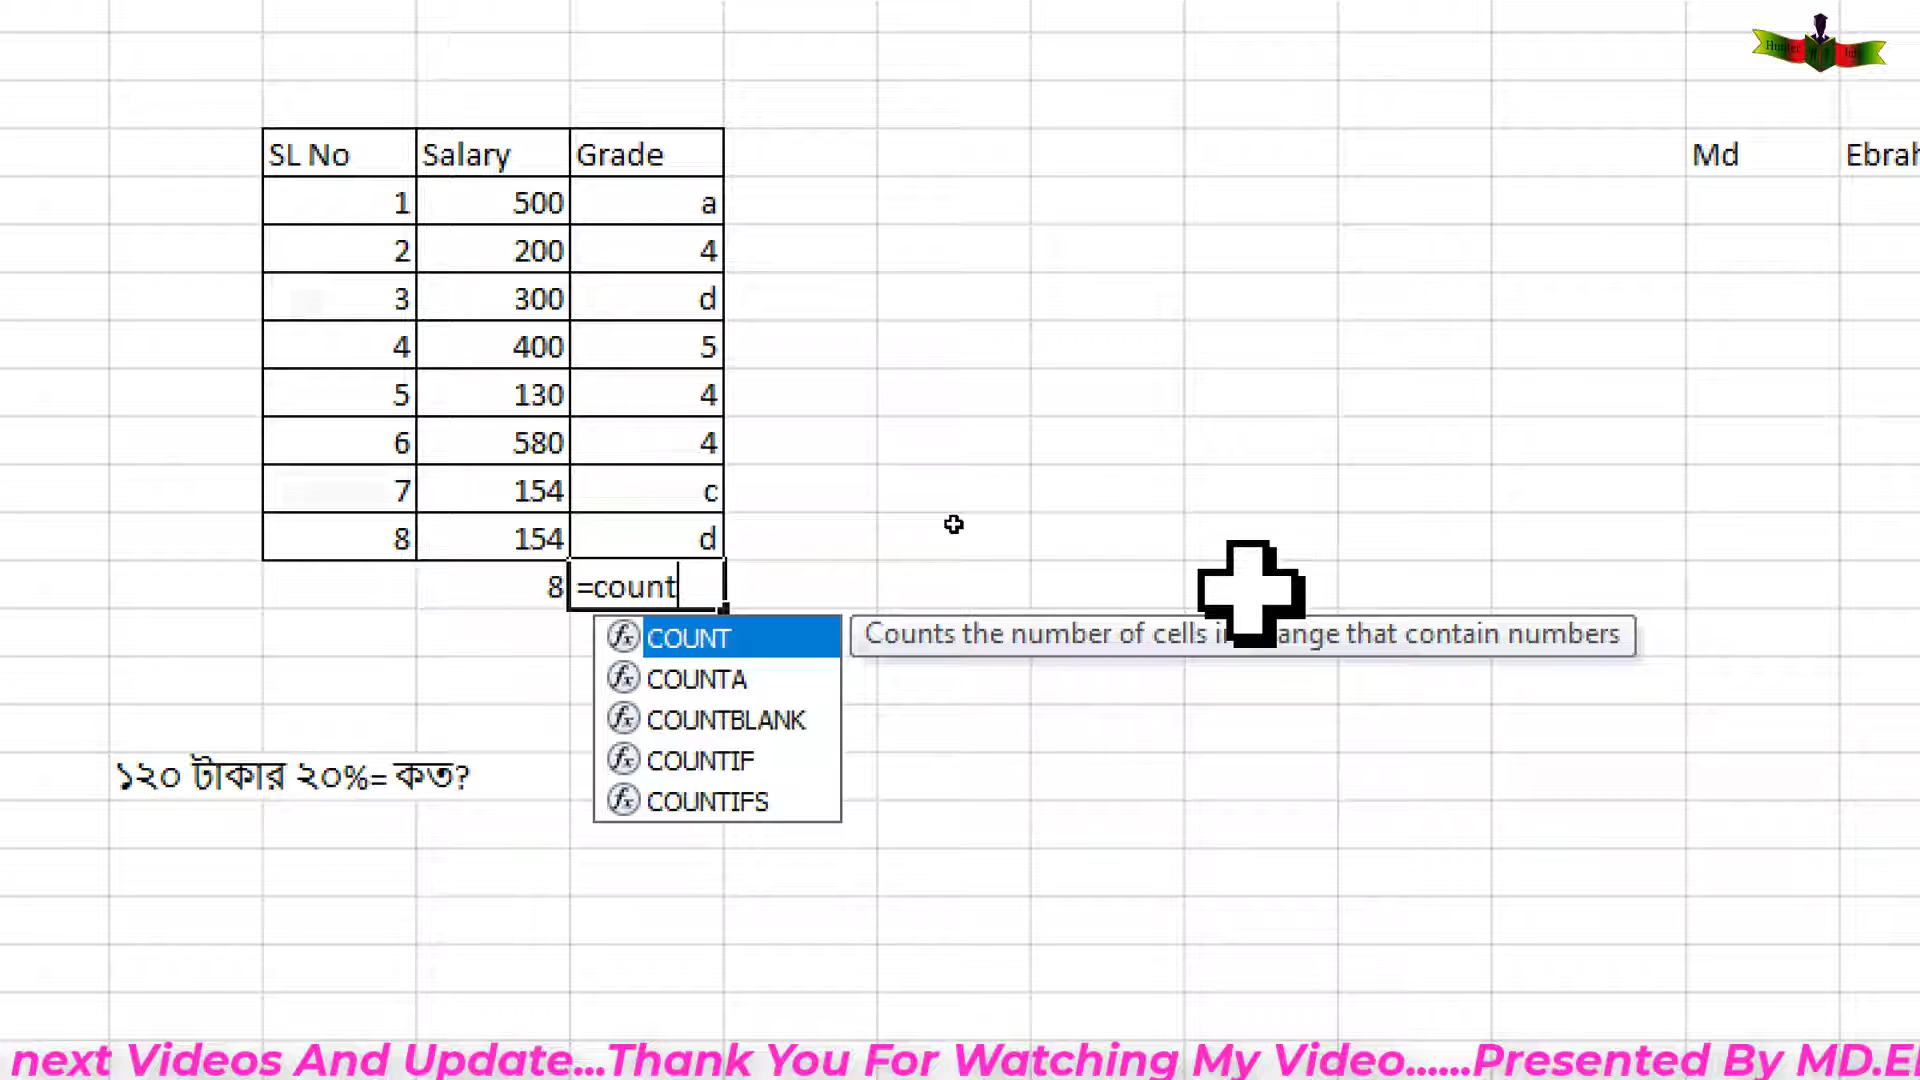 Hunter
SL No Salary Grade Md Ebrah
1 500 a
2 200 4
3 300 d
4 400 5
5 130 4
6 580 4
7 154 c
8 154 d
8 =count
COUNT Counts the number of cells in ange that contain numbers
COUNTA
COUNTBLANK
COUNTIF
COUNTIFS
১২০ টাকার ২০%= কত?
next Videos And Update...Thank You For Watching My Video......Presented By MD.E